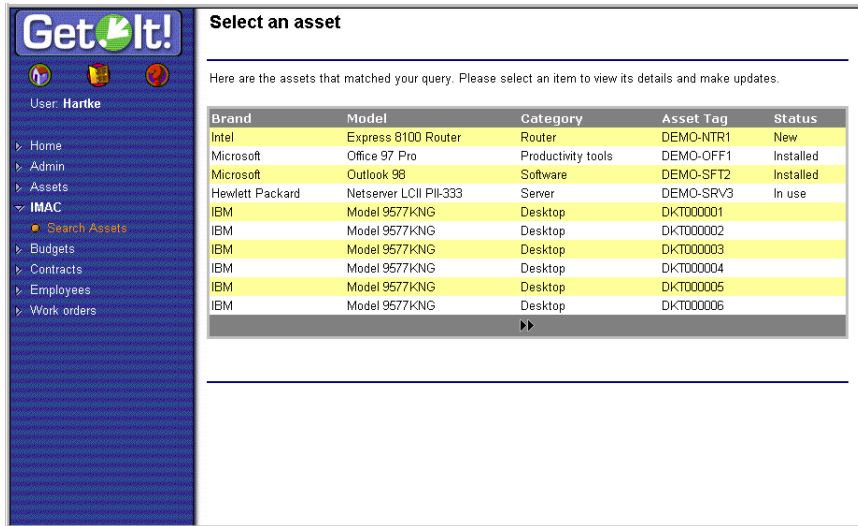 Get.It!
User: Hartke
Home
Admin
Assets
IMAC
Search Assets
Budgets
Contracts
Employees
Work orders
Select an asset
Here are the assets that matched your query. Please select an item to view its details and make updates.
Brand Model Category Asset Tag Status
Intel Express 8100 Router Router DEMO-NTR1 New
Microsoft Office 97 Pro Productivity tools DEMO-OFF1 Installed
Microsoft Outlook 98 Software DEMO-SFT2 Installed
Hewlett Packard Netserver LCII PII-333 Server DEMO-SRV3 In use
IBM Model 9577KNG Desktop DKT000001
IBM Model 9577KNG Desktop DKT000002
IBM Model 9577KNG Desktop DKT000003
IBM Model 9577KNG Desktop DKT000004
IBM Model 9577KNG Desktop DKT000005
IBM Model 9577KNG Desktop DKT000006